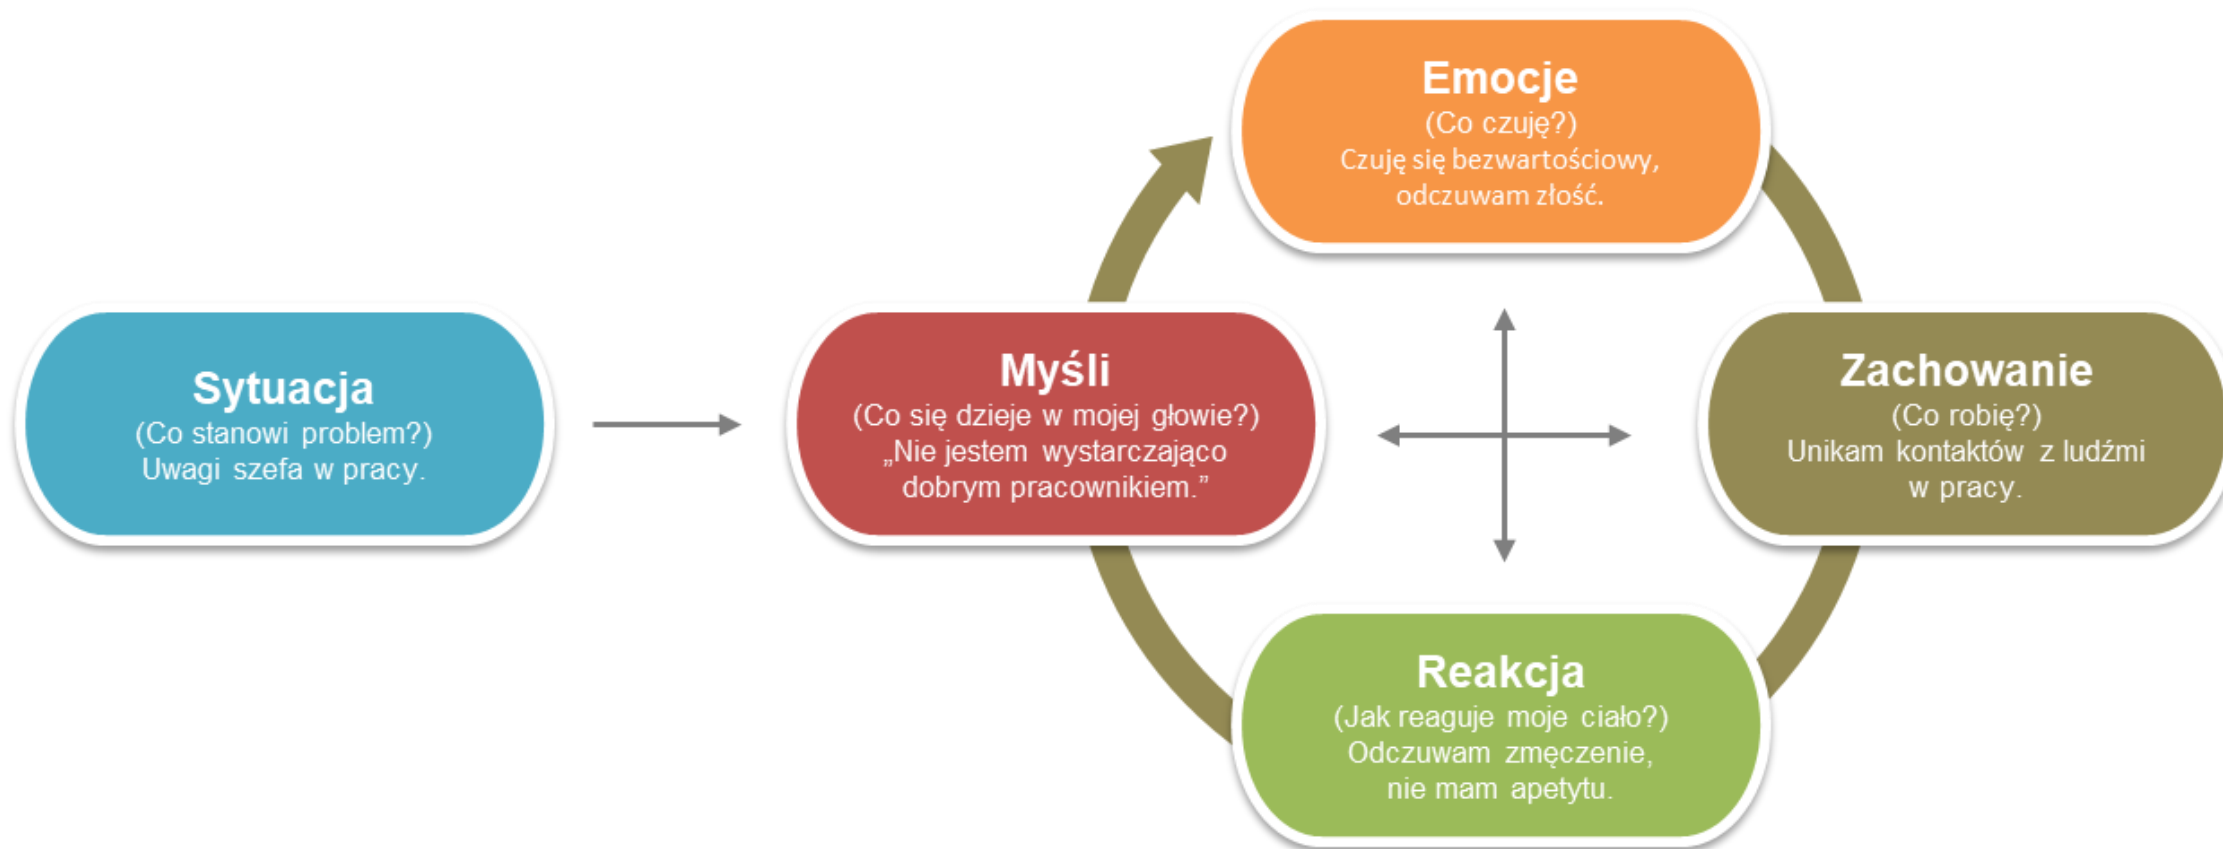 Sytuacja
(Co stanowi problem?)
Uwagi szefa w pracy.
Myśli
(Co się dzieje w mojej głowie?)
„Nie jestem wystarczająco
dobrym pracownikiem.”
Emocje
(Co czuję?)
Czuję się bezwartościowy,
odczuwam złość.
Zachowanie
(Co robię?)
Unikam kontaktów z ludźmi
w pracy.
Reakcja
(Jak reaguje moje ciało?)
Odczuwam zmęczenie,
nie mam apetytu.